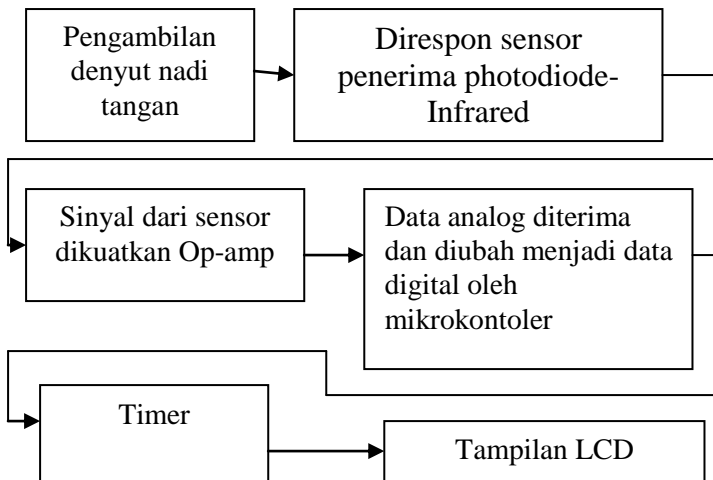 Pengambilan
denyut nadi
tangan
Direspon sensor
penerima photodiode-
Infrared
Sinyal dari sensor
dikuatkan Op-amp
Data analog diterima
dan diubah menjadi data
digital oleh
mikrokontoler
Timer
Tampilan LCD